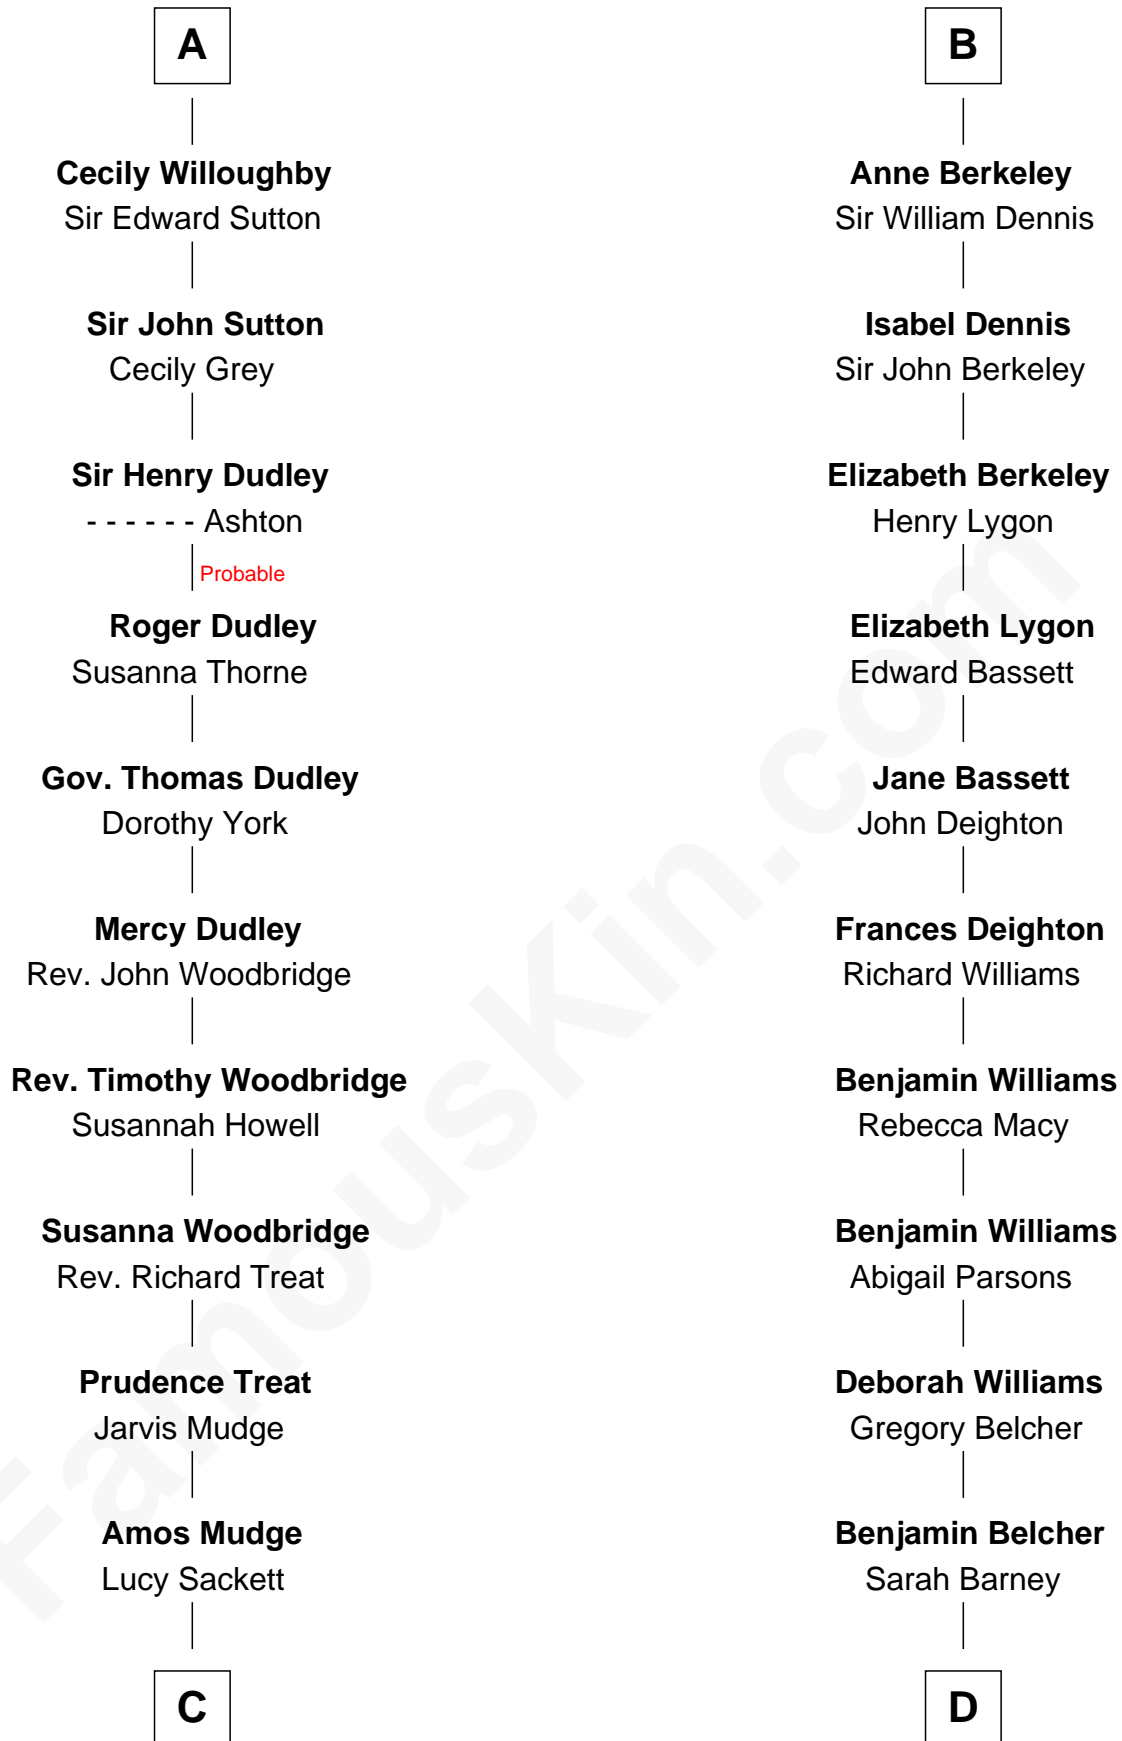 A
Cecily Willoughby
Sir Edward Sutton
Sir John Sutton
Cecily Grey
Sir Henry Dudley
- - - - - - Ashton
Probable
Roger Dudley
Susanna Thorne
Gov. Thomas Dudley
Dorothy York
Mercy Dudley
Rev. John Woodbridge
Rev. Timothy Woodbridge
Susannah Howell
Susanna Woodbridge
Rev. Richard Treat
Prudence Treat
Jarvis Mudge
Amos Mudge
Lucy Sackett
C
B
Anne Berkeley
Sir William Dennis
Isabel Dennis
Sir John Berkeley
Elizabeth Berkeley
Henry Lygon
Elizabeth Lygon
Edward Bassett
Jane Bassett
John Deighton
Frances Deighton
Richard Williams
Benjamin Williams
Rebecca Macy
Benjamin Williams
Abigail Parsons
Deborah Williams
Gregory Belcher
Benjamin Belcher
Sarah Barney
D
FamousKin.com